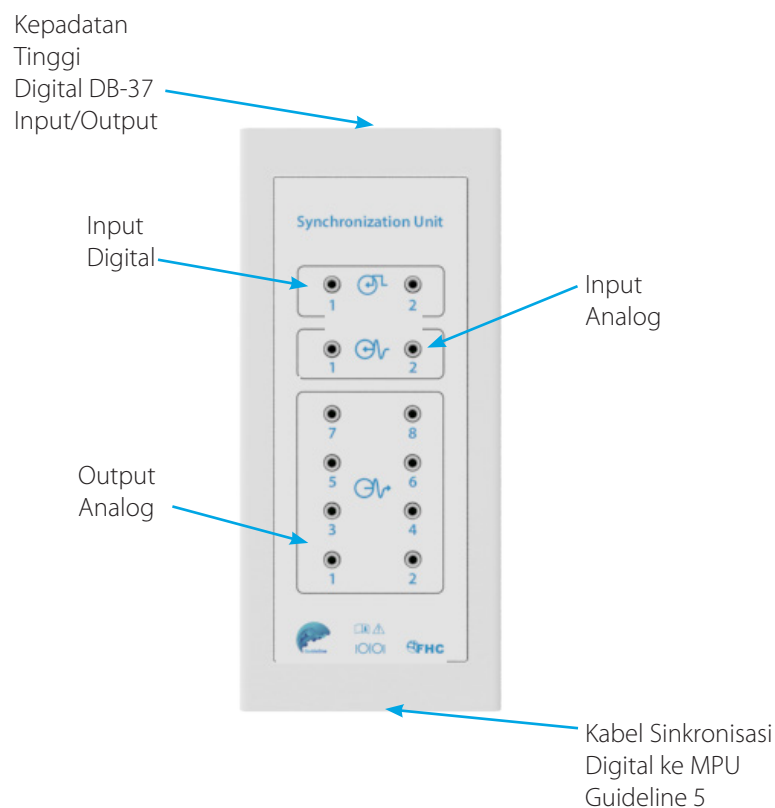 Kepadatan
Tinggi
Digital DB-37
Input/Output
Synchronization Unit
Input
Digital
1 2
Input
Analog
1 2
7 8
5 6
Output
Analog
3 4
1 2
IOIOI FHC
Kabel Sinkronisasi
Digital ke MPU
Guideline 5